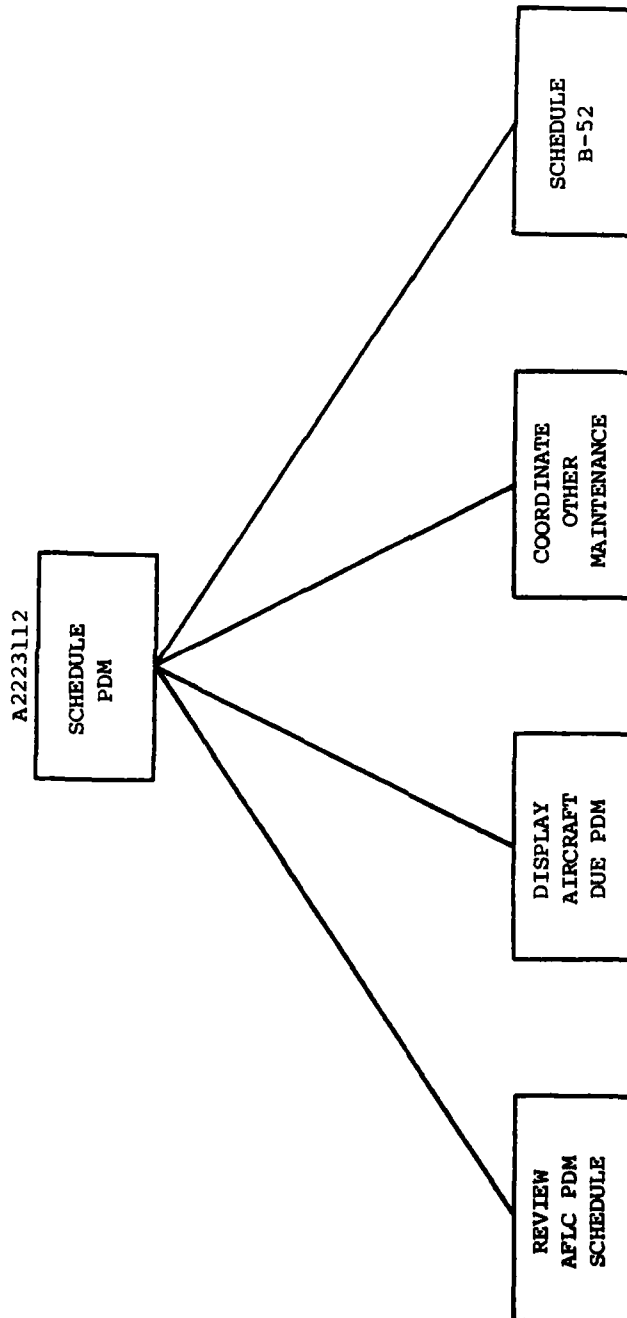 A2223112
SCHEDULE
PDM
REVIEW
AFLC PDM
SCHEDULE
DISPLAY
AIRCRAFT
DUE PDM
COORDINATE
OTHER
MAINTENANCE
SCHEDULE
B-52